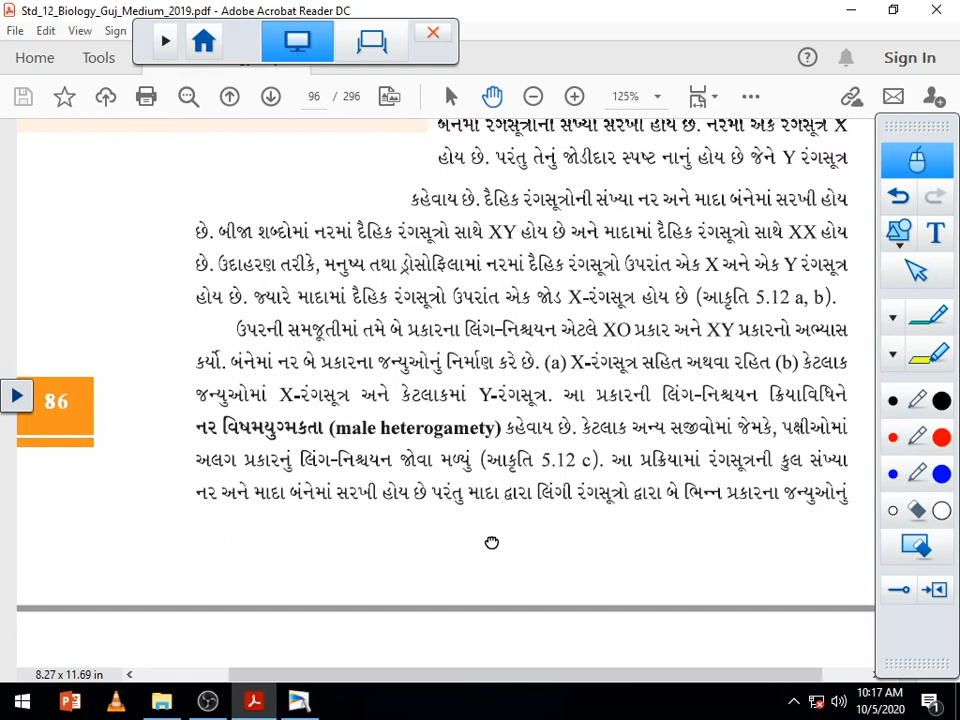 Std_12_Biology_Guj_Medium_2019.pdf - Adobe Acrobat Reader DC
File Edit View Sign
Home Tools Sign In
96 / 296 125%
બંનેમાં રંગસૂત્રોની સંખ્યા સરખી હોય છે. નરમાં એક રંગસૂત્ર X
હોય છે. પરંતુ તેનું જોડીદાર સ્પષ્ટ નાનું હોય છે જેને Y રંગસૂત્ર
કહેવાય છે. દૈહિક રંગસૂત્રોની સંખ્યા નર અને માદા બંનેમાં સરખી હોય
છે. બીજા શબ્દોમાં નરમાં દૈહિક રંગસૂત્રો સાથે XY હોય છે અને માદામાં દૈહિક રંગસૂત્રો સાથે XX હોય
છે. ઉદાહરણ તરીકે, મનુષ્ય તથા ડ્રોસોફિલામાં નરમાં દૈહિક રંગસૂત્રો ઉપરાંત એક X અને એક Y રંગસૂત્ર
હોય છે. જ્યારે માદામાં દૈહિક રંગસૂત્રો ઉપરાંત એક જોડ X-રંગસૂત્ર હોય છે (આકૃતિ 5.12 a, b).
ઉપરની સમજૂતીમાં તમે બે પ્રકારના લિંગ-નિશ્ચયન એટલે XO પ્રકાર અને XY પ્રકારનો અભ્યાસ
કર્યો. બંનેમાં નર બે પ્રકારના જન્યુઓનું નિર્માણ કરે છે. (a) X-રંગસૂત્ર સહિત અથવા રહિત (b) કેટલાક
જન્યુઓમાં X-રંગસૂત્ર અને કેટલાકમાં Y-રંગસૂત્ર. આ પ્રકારની લિંગ-નિશ્ચયન ક્રિયાવિધિને
86
નર વિષમયુગ્મકતા (male heterogamety) કહેવાય છે. કેટલાક અન્ય સજીવોમાં જેમકે, પક્ષીઓમાં
અલગ પ્રકારનું લિંગ-નિશ્ચયન જોવા મળ્યું (આકૃતિ 5.12 c). આ પ્રક્રિયામાં રંગસૂત્રની કુલ સંખ્યા
નર અને માદા બંનેમાં સરખી હોય છે પરંતુ માદા દ્વારા લિંગી રંગસૂત્રો દ્વારા બે ભિન્ન પ્રકારના જન્યુઓનું
T
8.27 x 11.69 in
10:17 AM
10/5/2020
1